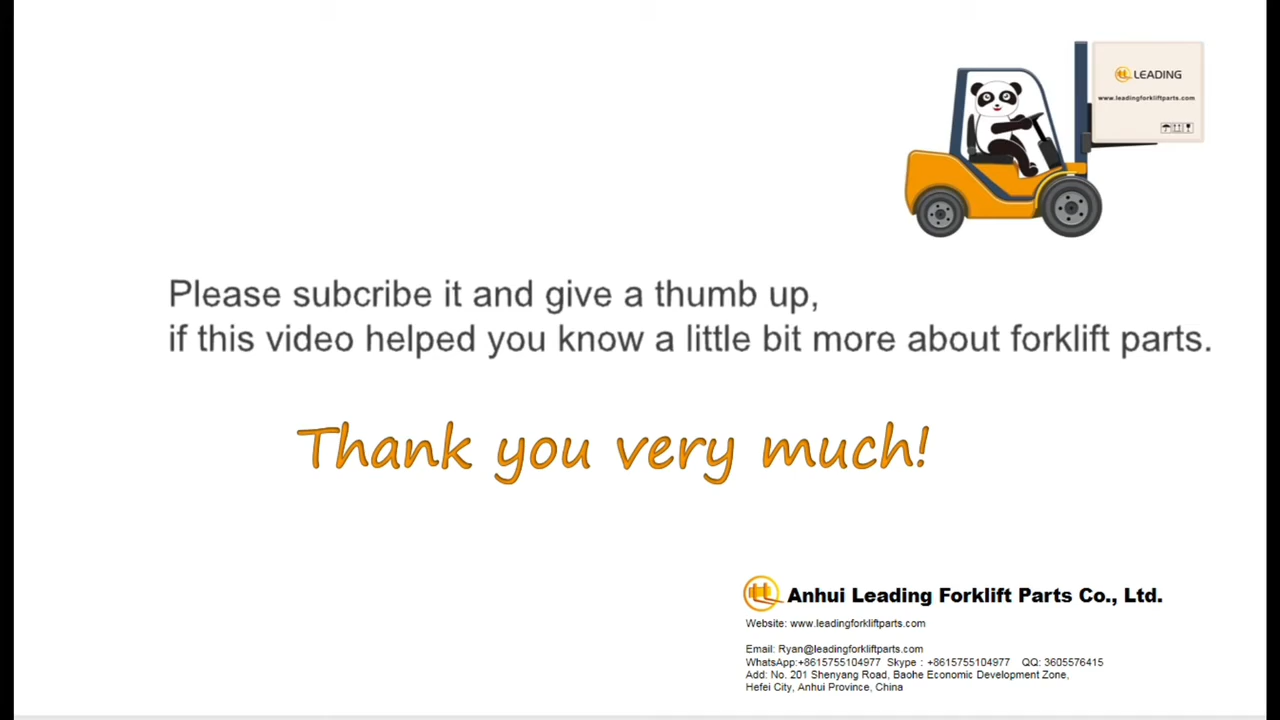 LEADING
www.leadingforkliftparts.com
Please subcribe it and give a thumb up,
if this video helped you know a little bit more about forklift parts.
Thank you very much!
Anhui Leading Forklift Parts Co., Ltd.
Website: www.leadingforkliftparts.com
Email: Ryan@leadingforkliftparts.com
WhatsApp:+8615755104977 Skype : +8615755104977 QQ: 3605576415
Add: No. 201 Shenyang Road, Baohe Economic Development Zone,
Hefei City, Anhui Province, China